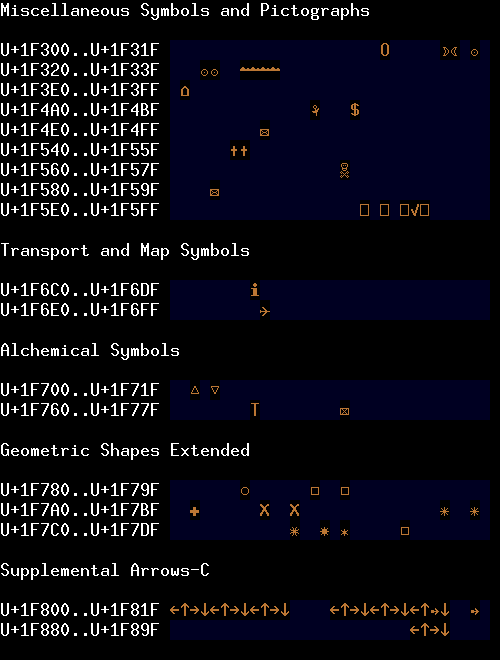 Miscellaneous Symbols and Pictographs
U+1F300..U+1F31F 0 ☽☾ ☉
U+1F320..U+1F33F ☉☉
U+1F3E0..U+1F3FF ⌂
U+1F4A0..U+1F4BF $
U+1F4E0..U+1F4FF ✉
U+1F540..U+1F55F ††
U+1F560..U+1F57F ☠
U+1F580..U+1F59F ✉
U+1F5E0..U+1F5FF □ □ □√□
Transport and Map Symbols
U+1F6C0..U+1F6DF i
U+1F6E0..U+1F6FF ✈
Alchemical Symbols
U+1F700..U+1F71F △ ▽
U+1F760..U+1F77F T ⊠
Geometric Shapes Extended
U+1F780..U+1F79F ○ □ □
U+1F7A0..U+1F7BF ✚ X X ✳ ✳
U+1F7C0..U+1F7DF ✳ ✷ ✶ □
Supplemental Arrows-C
U+1F800..U+1F81F ←↑→↓←↑→↓←↑→↓ ←↑→↓←↑→↓←↑→↓ →
U+1F880..U+1F89F ←↑→↓